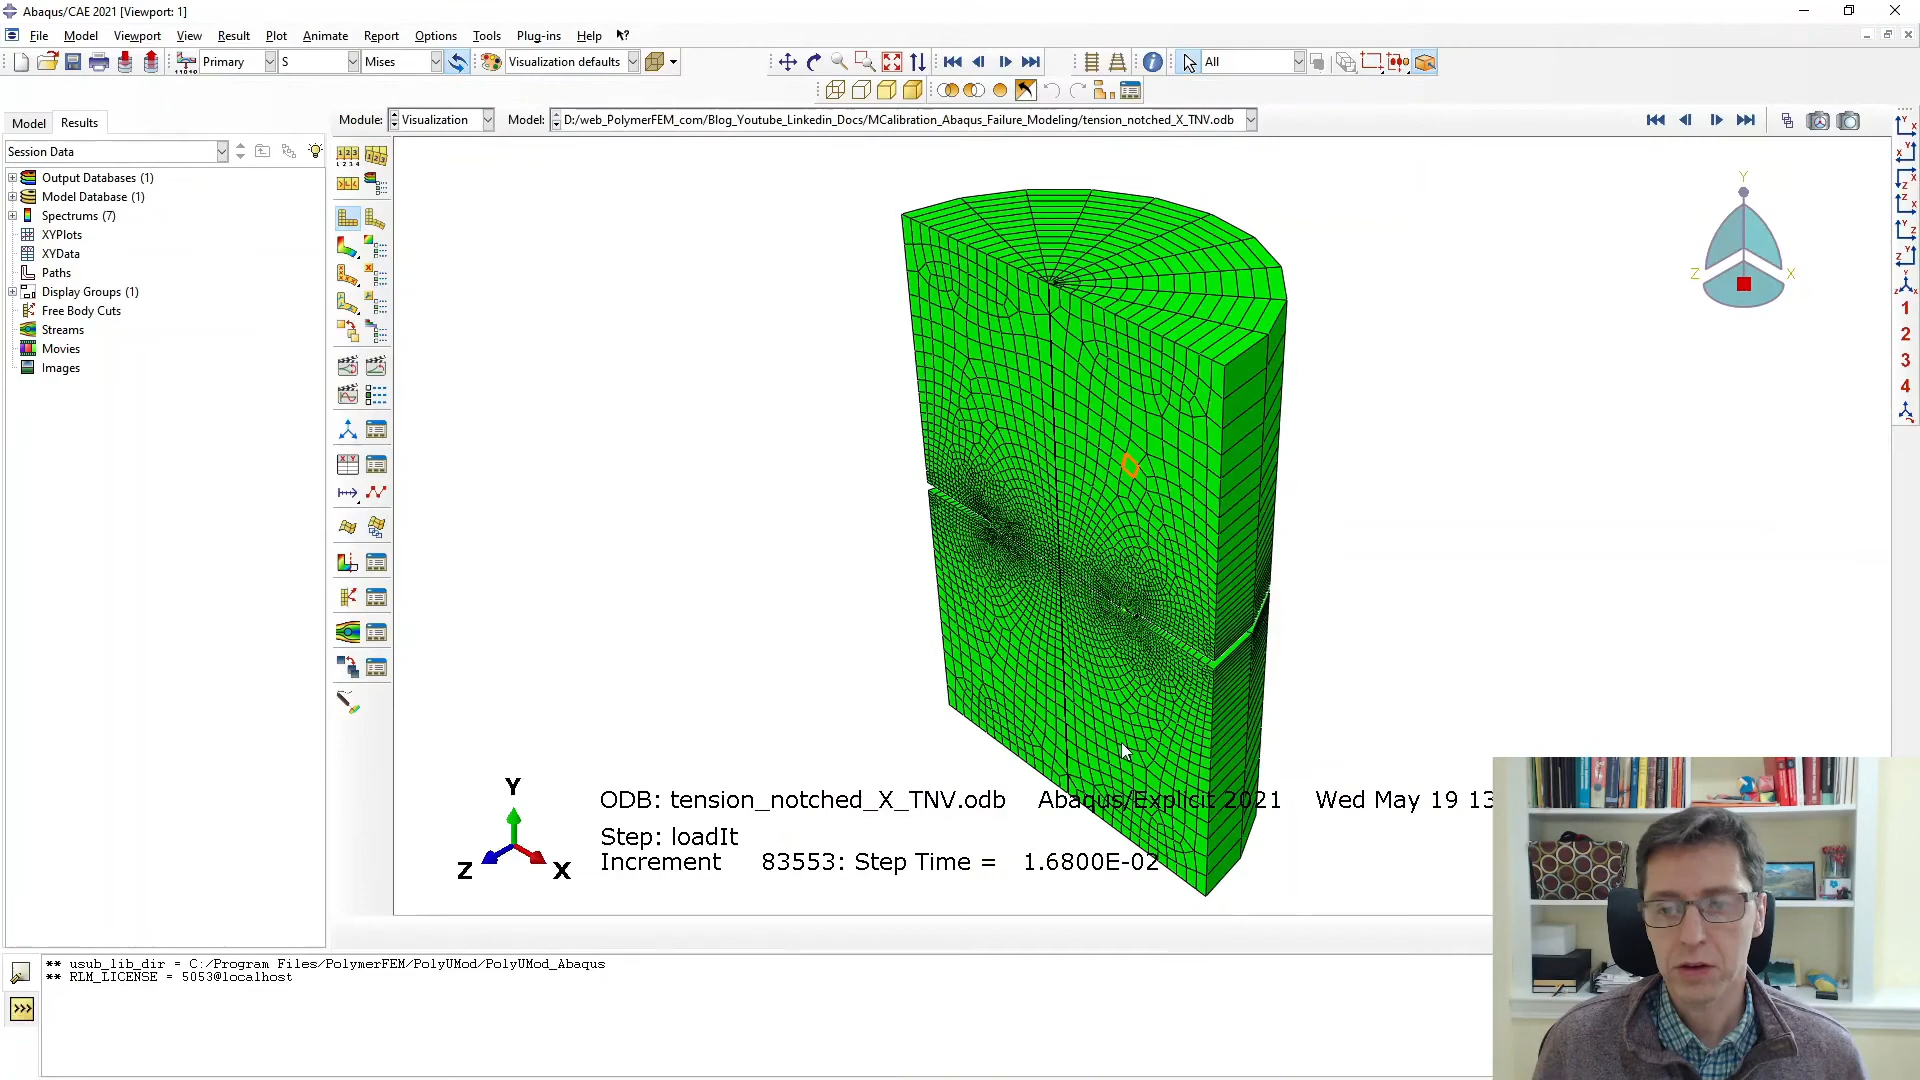 Abaqus/CAE 2021 [Viewport: 1]
File Model Viewport View Result Plot Animate Report Options Tools Plug-ins Help
Primary S Mises Visualization defaults All
Model Results
Module: Visualization Model: D:/web_PolymerFEM_com/Blog_Youtube_Linkedin_Docs/MCalibration_Abaqus_Failure_Modeling/tension_notched_X_TNV.odb
Session Data
Output Databases (1)
Model Database (1)
Spectrums (7)
XYPlots
XYData
Paths
Display Groups (1)
Free Body Cuts
Streams
Movies
Images
Y
Z X
1
2
3
4
Y
Z X
ODB: tension_notched_X_TNV.odb Abaqus/Explicit 2021 Wed May 19 13
Step: loadIt
Increment 83553: Step Time = 1.6800E-02
** usub_lib_dir = C:/Program Files/PolymerFEM/PolyUMod/PolyUMod_Abaqus
** RLM_LICENSE = 5053@localhost
>>>